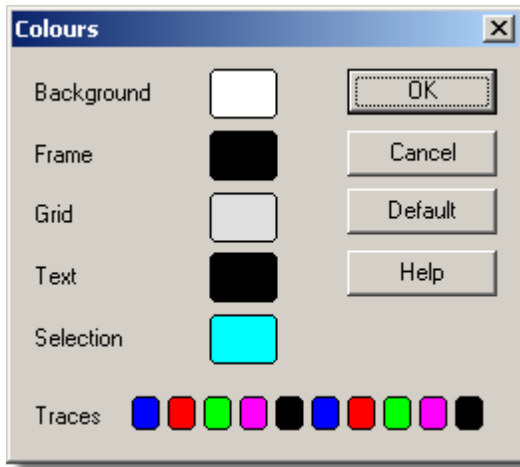 Colours
Background
OK
Frame
Cancel
Grid
Default
Text
Help
Selection
Traces